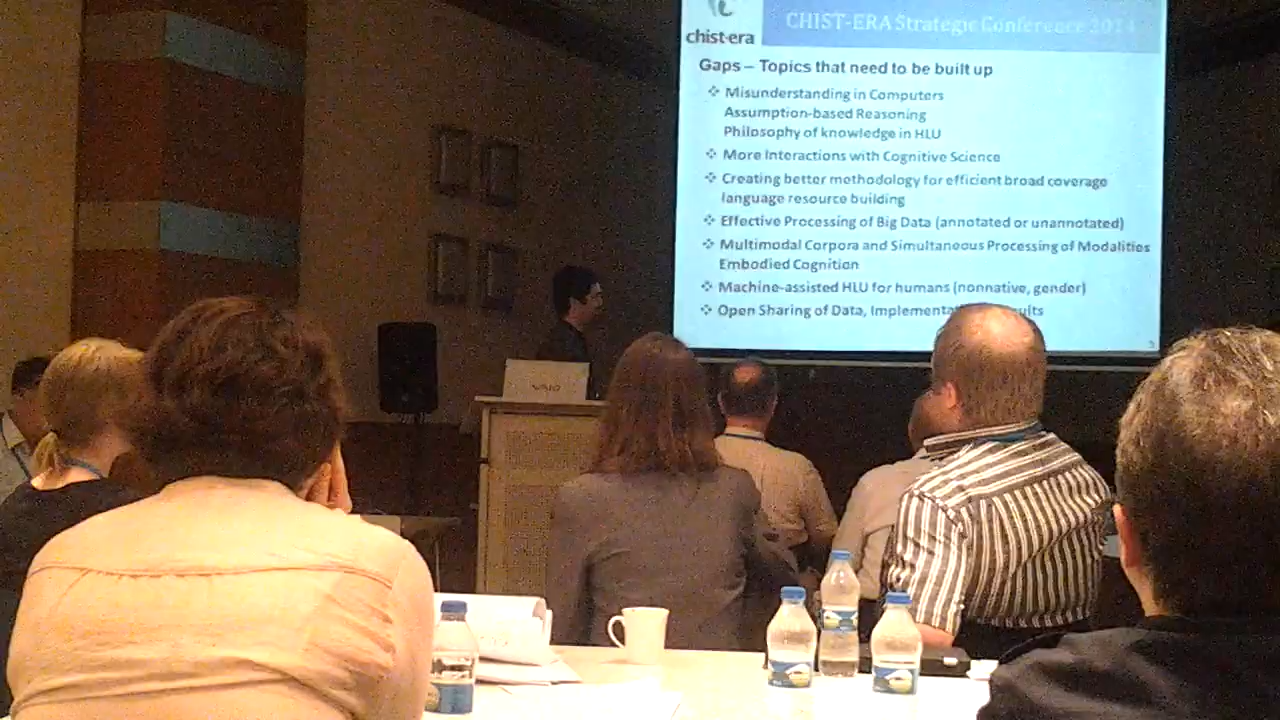 chist-era
CHIST-ERA Strategic Conference 2014
Gaps – Topics that need to be built up
❖ Misunderstanding in Computers
Assumption-based Reasoning
Philosophy of knowledge in HLU
❖ More Interactions with Cognitive Science
❖ Creating better methodology for efficient broad coverage
language resource building
❖ Effective Processing of Big Data (annotated or unannotated)
❖ Multimodal Corpora and Simultaneous Processing of Modalities
Embodied Cognition
❖ Machine-assisted HLU for humans (nonnative, gender)
❖ Open Sharing of Data,